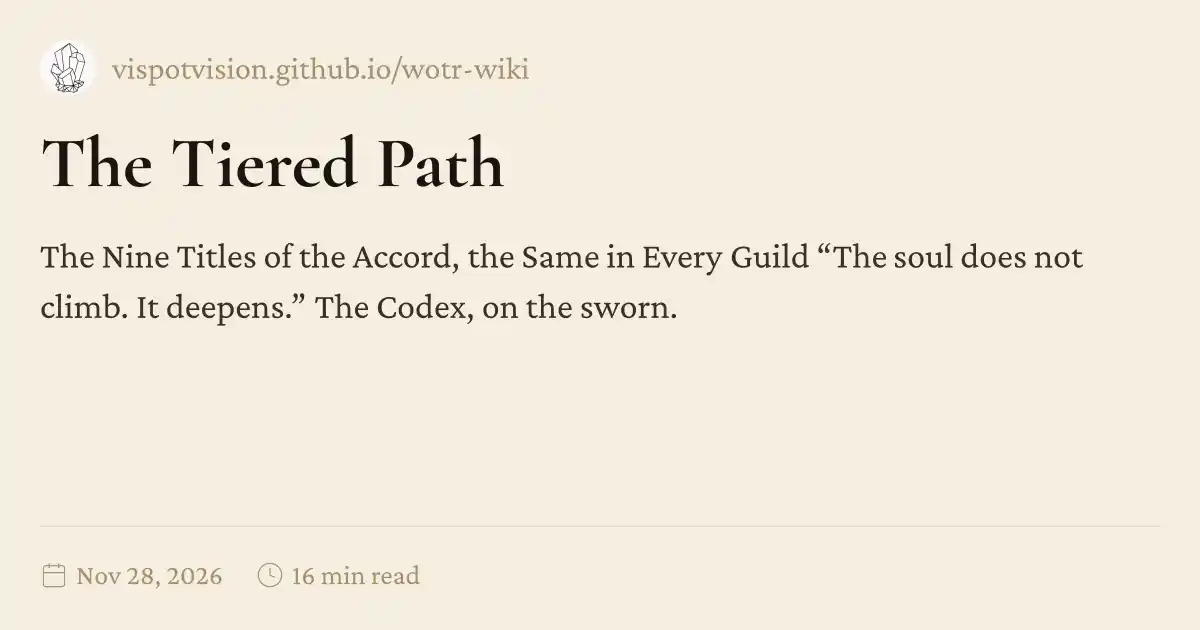 vispotvision.github.io/wotr-wiki
The Tiered Path
The Nine Titles of the Accord, the Same in Every Guild “The soul does not
climb. It deepens.” The Codex, on the sworn.
Nov 28, 2026
16 min read